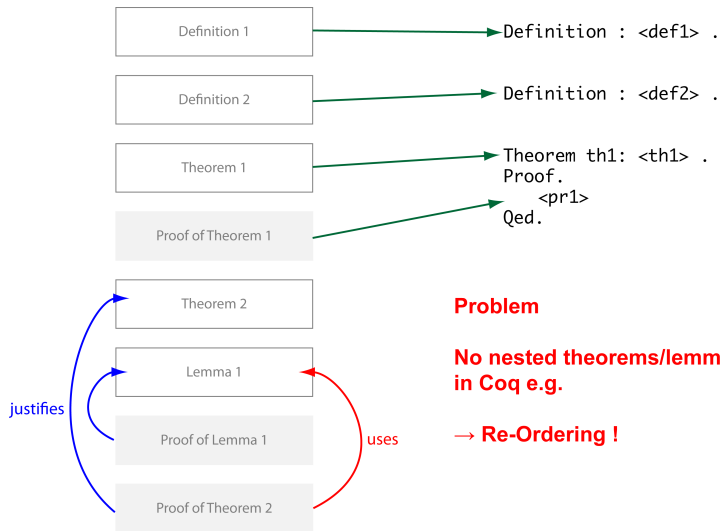 Definition 1
Definition : <def1> .
Definition 2
Definition : <def2> .
Theorem 1
Theorem th1: <th1> .
Proof.
<pr1>
Qed.
Proof of Theorem 1
Theorem 2
Problem
Lemma 1
No nested theorems/lemm
in Coq e.g.
justifies
Proof of Lemma 1
uses
→ Re-Ordering !
Proof of Theorem 2